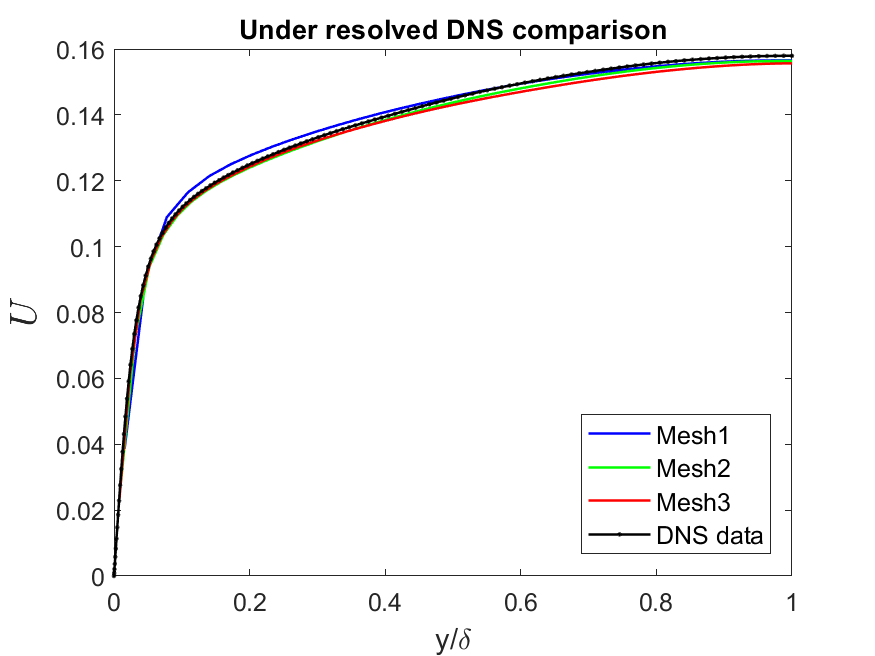 Under resolved DNS comparison
0.16
0.14
0.12
0.1
0.08
0.06
0.04
0.02
0
U
Mesh1
Mesh2
Mesh3
DNS data
0 0.2 0.4 0.6 0.8 1
y/δ